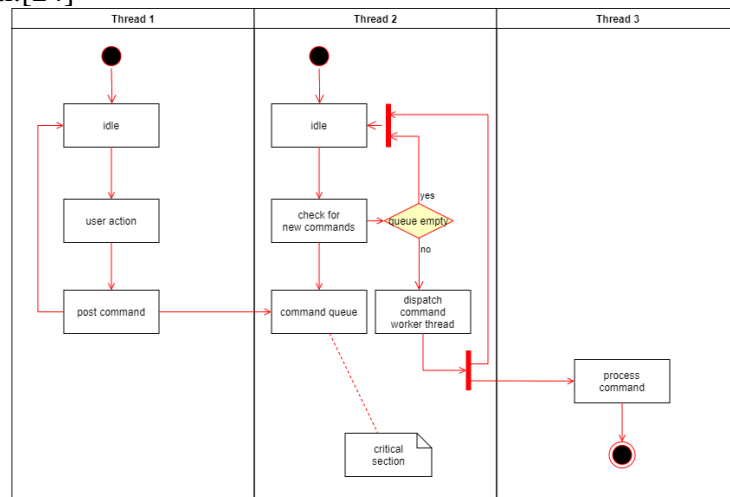 Thread 1
Thread 2
Thread 3
idle
idle
yes
user action
check for
new commands
queue empty
no
post command
command queue
dispatch
command
worker thread
process
command
critical
section